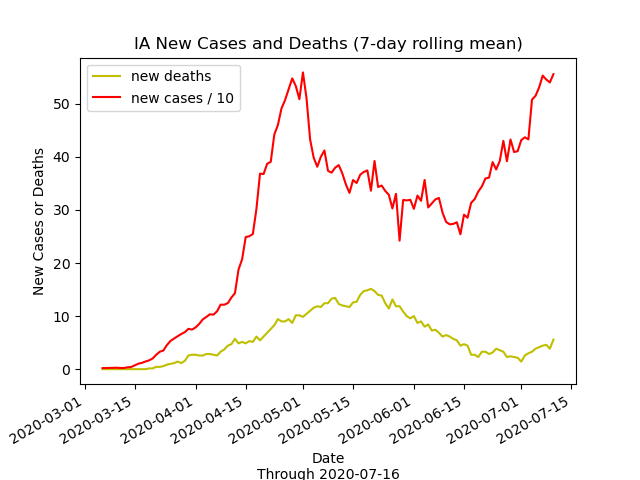 IA New Cases and Deaths (7-day rolling mean)
new deaths
new cases / 10
New Cases or Deaths
50
40
30
20
10
0
2020-03-01
2020-03-15
2020-04-01
2020-04-15
2020-05-01
2020-05-15
2020-06-01
2020-06-15
2020-07-01
2020-07-15
Date
Through 2020-07-16